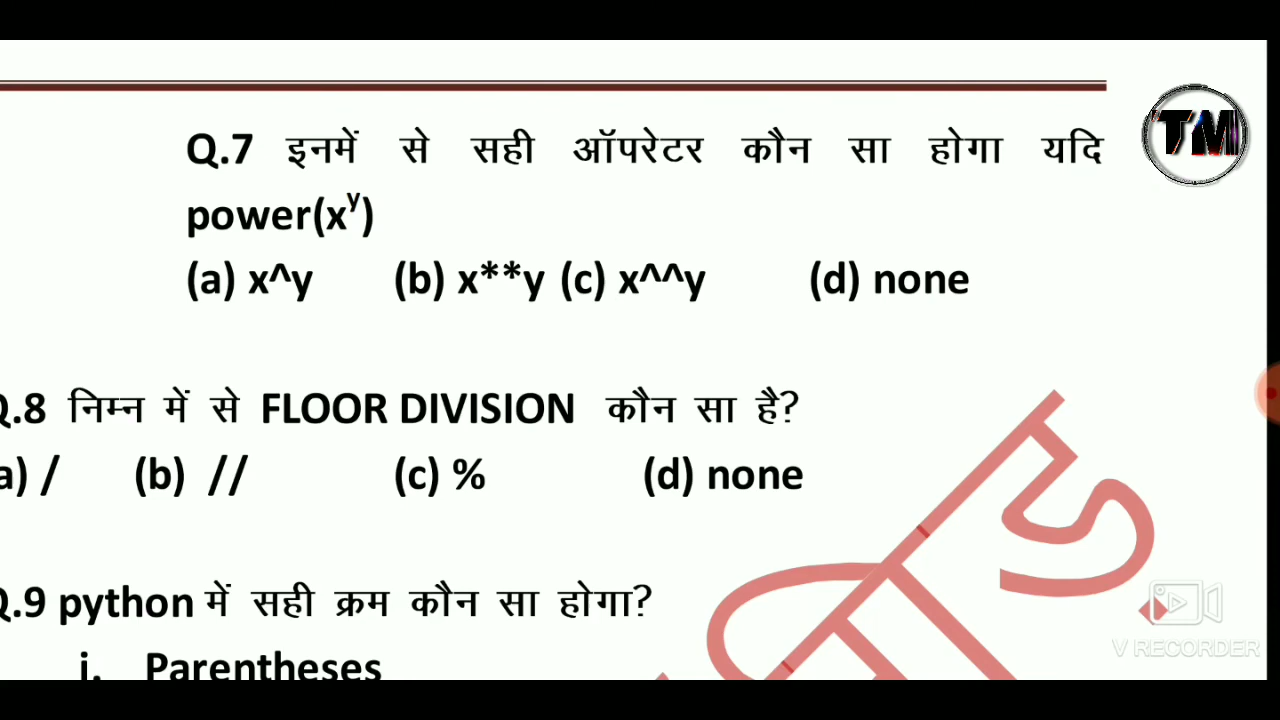 TM
Q.7 इनमें से सही ऑपरेटर कौन सा होगा यदि
power(x^y)
(a) x^y (b) x**y (c) x^^y (d) none
Q.8 निम्न में से FLOOR DIVISION कौन सा है?
a) / (b) // (c) % (d) none
Q.9 python में सही क्रम कौन सा होगा?
i. Parentheses
V RECORDER